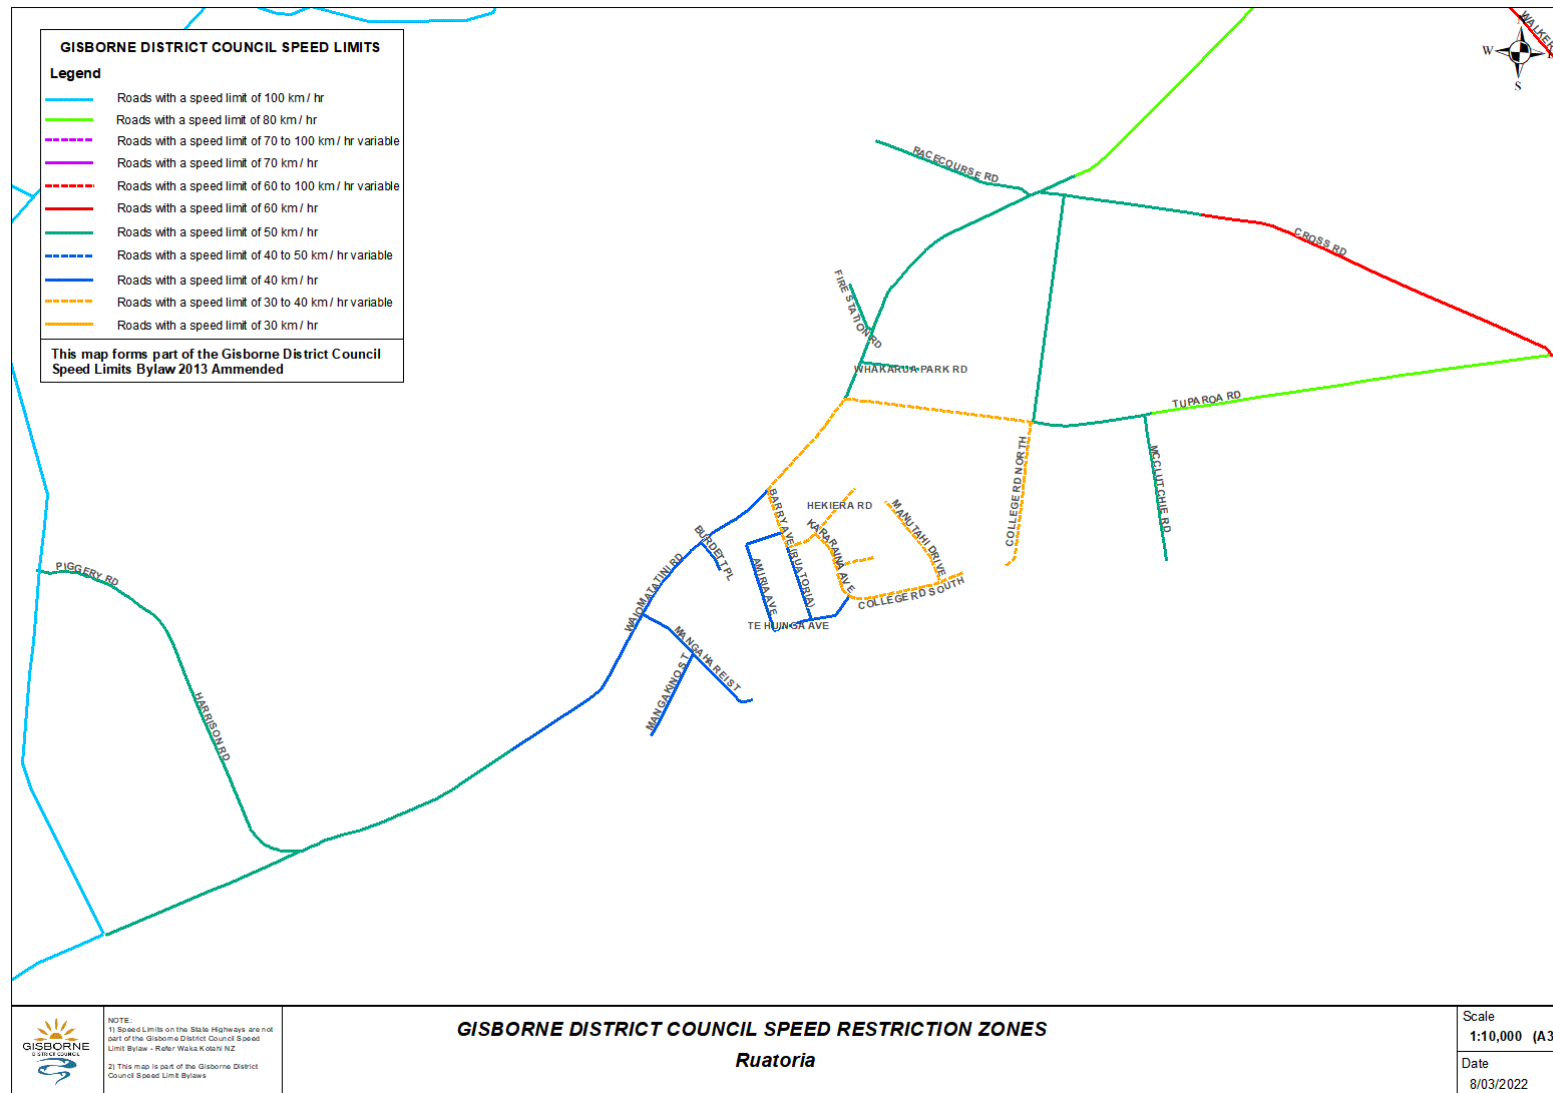 GISBORNE DISTRICT COUNCIL SPEED LIMITS
Legend
Roads with a speed limit of 100 km / hr
Roads with a speed limit of 80 km / hr
Roads with a speed limit of 70 to 100 km / hr variable
Roads with a speed limit of 70 km / hr
Roads with a speed limit of 60 to 100 km / hr variable
Roads with a speed limit of 60 km / hr
Roads with a speed limit of 50 km / hr
Roads with a speed limit of 40 to 50 km / hr variable
Roads with a speed limit of 40 km / hr
Roads with a speed limit of 30 to 40 km / hr variable
Roads with a speed limit of 30 km / hr
This map forms part of the Gisborne District Council
Speed Limits Bylaw 2013 Ammended
W
S
RACECOURSE RD
CROSS RD
FIRE STATION RD
WHAKARUA PARK RD
TUPAROA RD
MCCLUTCHIE RD
COLLEGE RD NORTH
HEKIERA RD
MANUTAHI DRIVE
KARARAINA AVE
BARRY AVE (RUATORIA)
AMIRIA AVE
COLLEGE RD SOUTH
TE HUNGA AVE
BURDETT PL
WAIOMATATINI RD
MANGAHAREI ST
MANGAKINO ST
PIGGERY RD
HARRISON RD
GISBORNE
DISTRICT COUNCIL
NOTE:
1) Speed Limits on the State Highways are not
part of the Gisborne District Council Speed
Limit Bylaw - Refer Waka Kotahi NZ
2) This map is part of the Gisborne District
Council Speed Limit Bylaws
GISBORNE DISTRICT COUNCIL SPEED RESTRICTION ZONES
Ruatoria
Scale
1:10,000 (A3
Date
8/03/2022